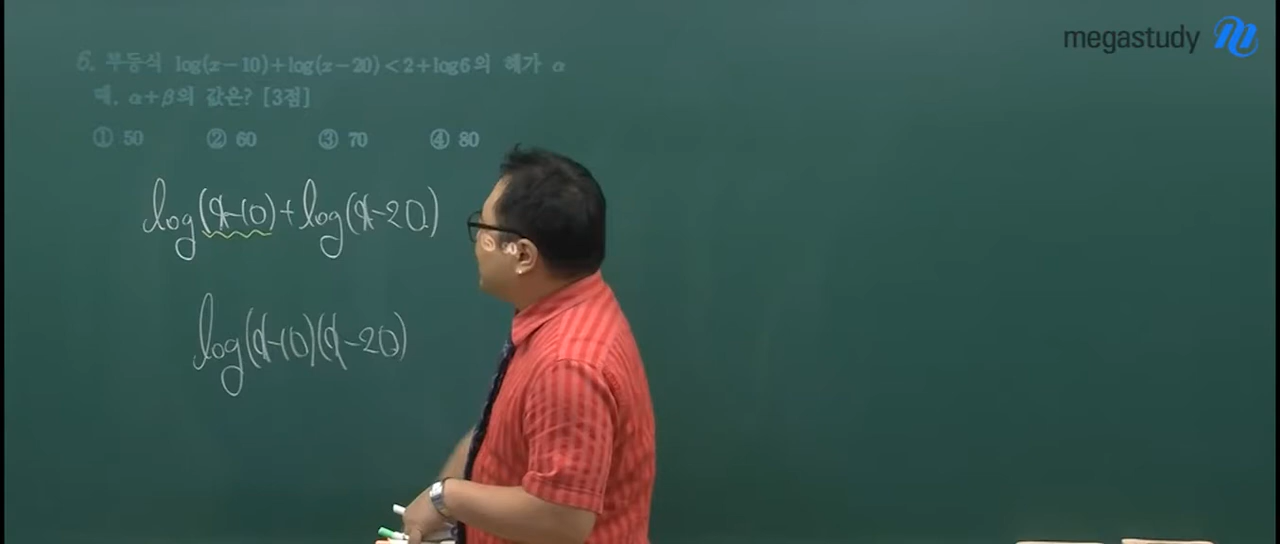 megastudy
6. 부등식 log(x-10)+log(x-20)<2+log6의 해가 α
때, α+β의 값은? [3점]
① 50 ② 60 ③ 70 ④ 80
log(x-10)+log(x-20)
log(x-10)(x-20)